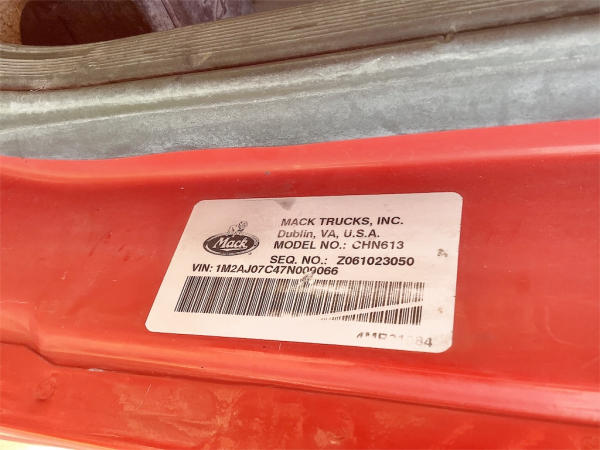 Mack
MACK TRUCKS, INC.
Dublin, VA, U.S.A.
MODEL NO.: CHN613
SEQ. NO.: Z061023050
VIN: 1M2AJ07C47N009066